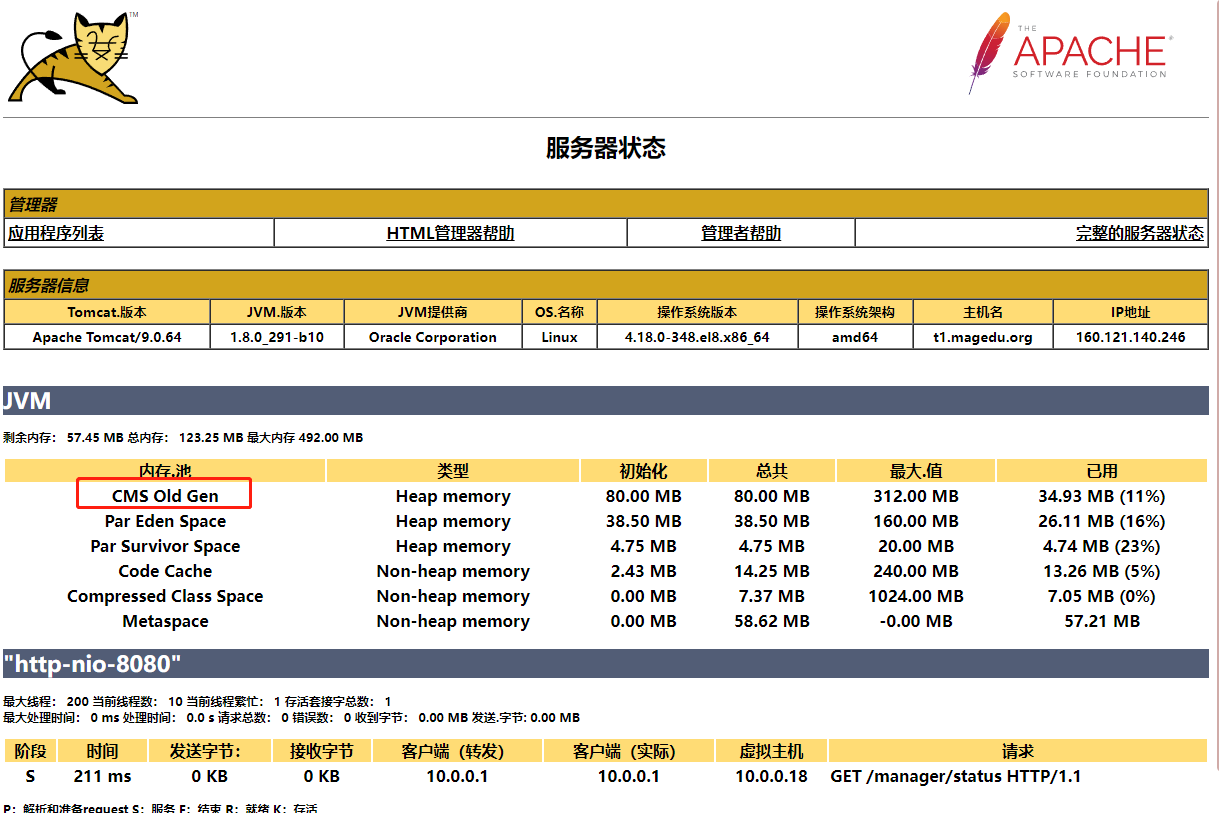 TM
THE
APACHE®
SOFTWARE FOUNDATION
服务器状态
管理器
应用程序列表 HTML管理器帮助 管理者帮助 完整的服务器状态
服务器信息
Tomcat.版本 JVM.版本 JVM提供商 OS.名称 操作系统版本 操作系统架构 主机名 IP地址
Apache Tomcat/9.0.64 1.8.0_291-b10 Oracle Corporation Linux 4.18.0-348.el8.x86_64 amd64 t1.magedu.org 160.121.140.246
JVM
剩余内存： 57.45 MB 总内存： 123.25 MB 最大内存 492.00 MB
内存.池 类型 初始化 总共 最大.值 已用
CMS Old Gen Heap memory 80.00 MB 80.00 MB 312.00 MB 34.93 MB (11%)
Par Eden Space Heap memory 38.50 MB 38.50 MB 160.00 MB 26.11 MB (16%)
Par Survivor Space Heap memory 4.75 MB 4.75 MB 20.00 MB 4.74 MB (23%)
Code Cache Non-heap memory 2.43 MB 14.25 MB 240.00 MB 13.26 MB (5%)
Compressed Class Space Non-heap memory 0.00 MB 7.37 MB 1024.00 MB 7.05 MB (0%)
Metaspace Non-heap memory 0.00 MB 58.62 MB -0.00 MB 57.21 MB
"http-nio-8080"
最大线程： 200 当前线程数： 10 当前线程繁忙： 1 存活套接字总数： 1
最大处理时间： 0 ms 处理时间： 0.0 s 请求总数： 0 错误数： 0 收到字节： 0.00 MB 发送.字节: 0.00 MB
阶段 时间 发送字节： 接收字节 客户端（转发） 客户端（实际） 虚拟主机 请求
S 211 ms 0 KB 0 KB 10.0.0.1 10.0.0.1 10.0.0.18 GET /manager/status HTTP/1.1
P：解析和准备request S：服务 F：结束 R：就绪 K：存活